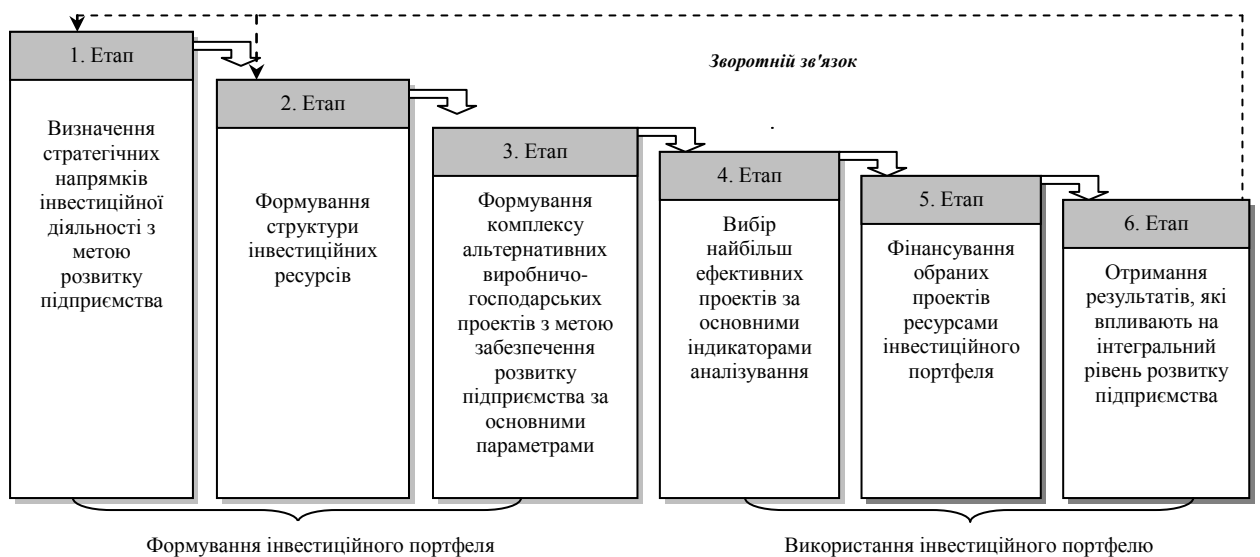 Зворотній зв'язок
1. Етап
Визначення
стратегічних
напрямків
інвестиційної
діяльності з
метою
розвитку
підприємства
2. Етап
Формування
структури
інвестиційних
ресурсів
3. Етап
Формування
комплексу
альтернативних
виробничо-
господарських
проектів з метою
забезпечення
розвитку
підприємства за
основними
параметрами
4. Етап
Вибір
найбільш
ефективних
проектів за
основними
індикаторами
аналізування
5. Етап
Фінансування
обраних
проектів
ресурсами
інвестиційного
портфеля
6. Етап
Отримання
результатів, які
впливають на
інтегральний
рівень розвитку
підприємства
Формування інвестиційного портфеля
Використання інвестиційного портфелю